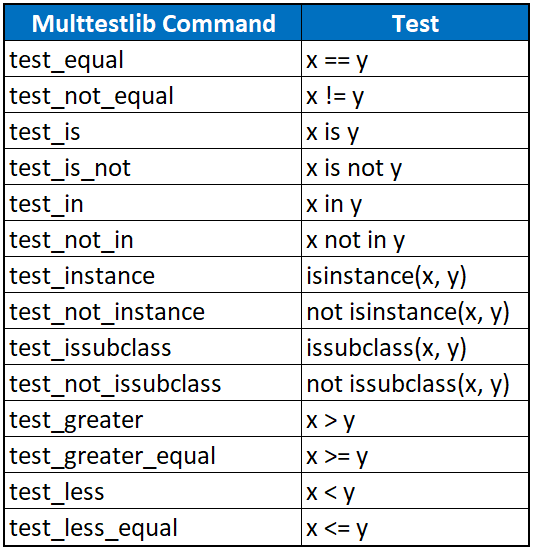 Multtestlib Command Test
test_equal x == y
test_not_equal x != y
test_is x is y
test_is_not x is not y
test_in x in y
test_not_in x not in y
test_instance isinstance(x, y)
test_not_instance not isinstance(x, y)
test_issubclass issubclass(x, y)
test_not_issubclass not issubclass(x, y)
test_greater x > y
test_greater_equal x >= y
test_less x < y
test_less_equal x <= y